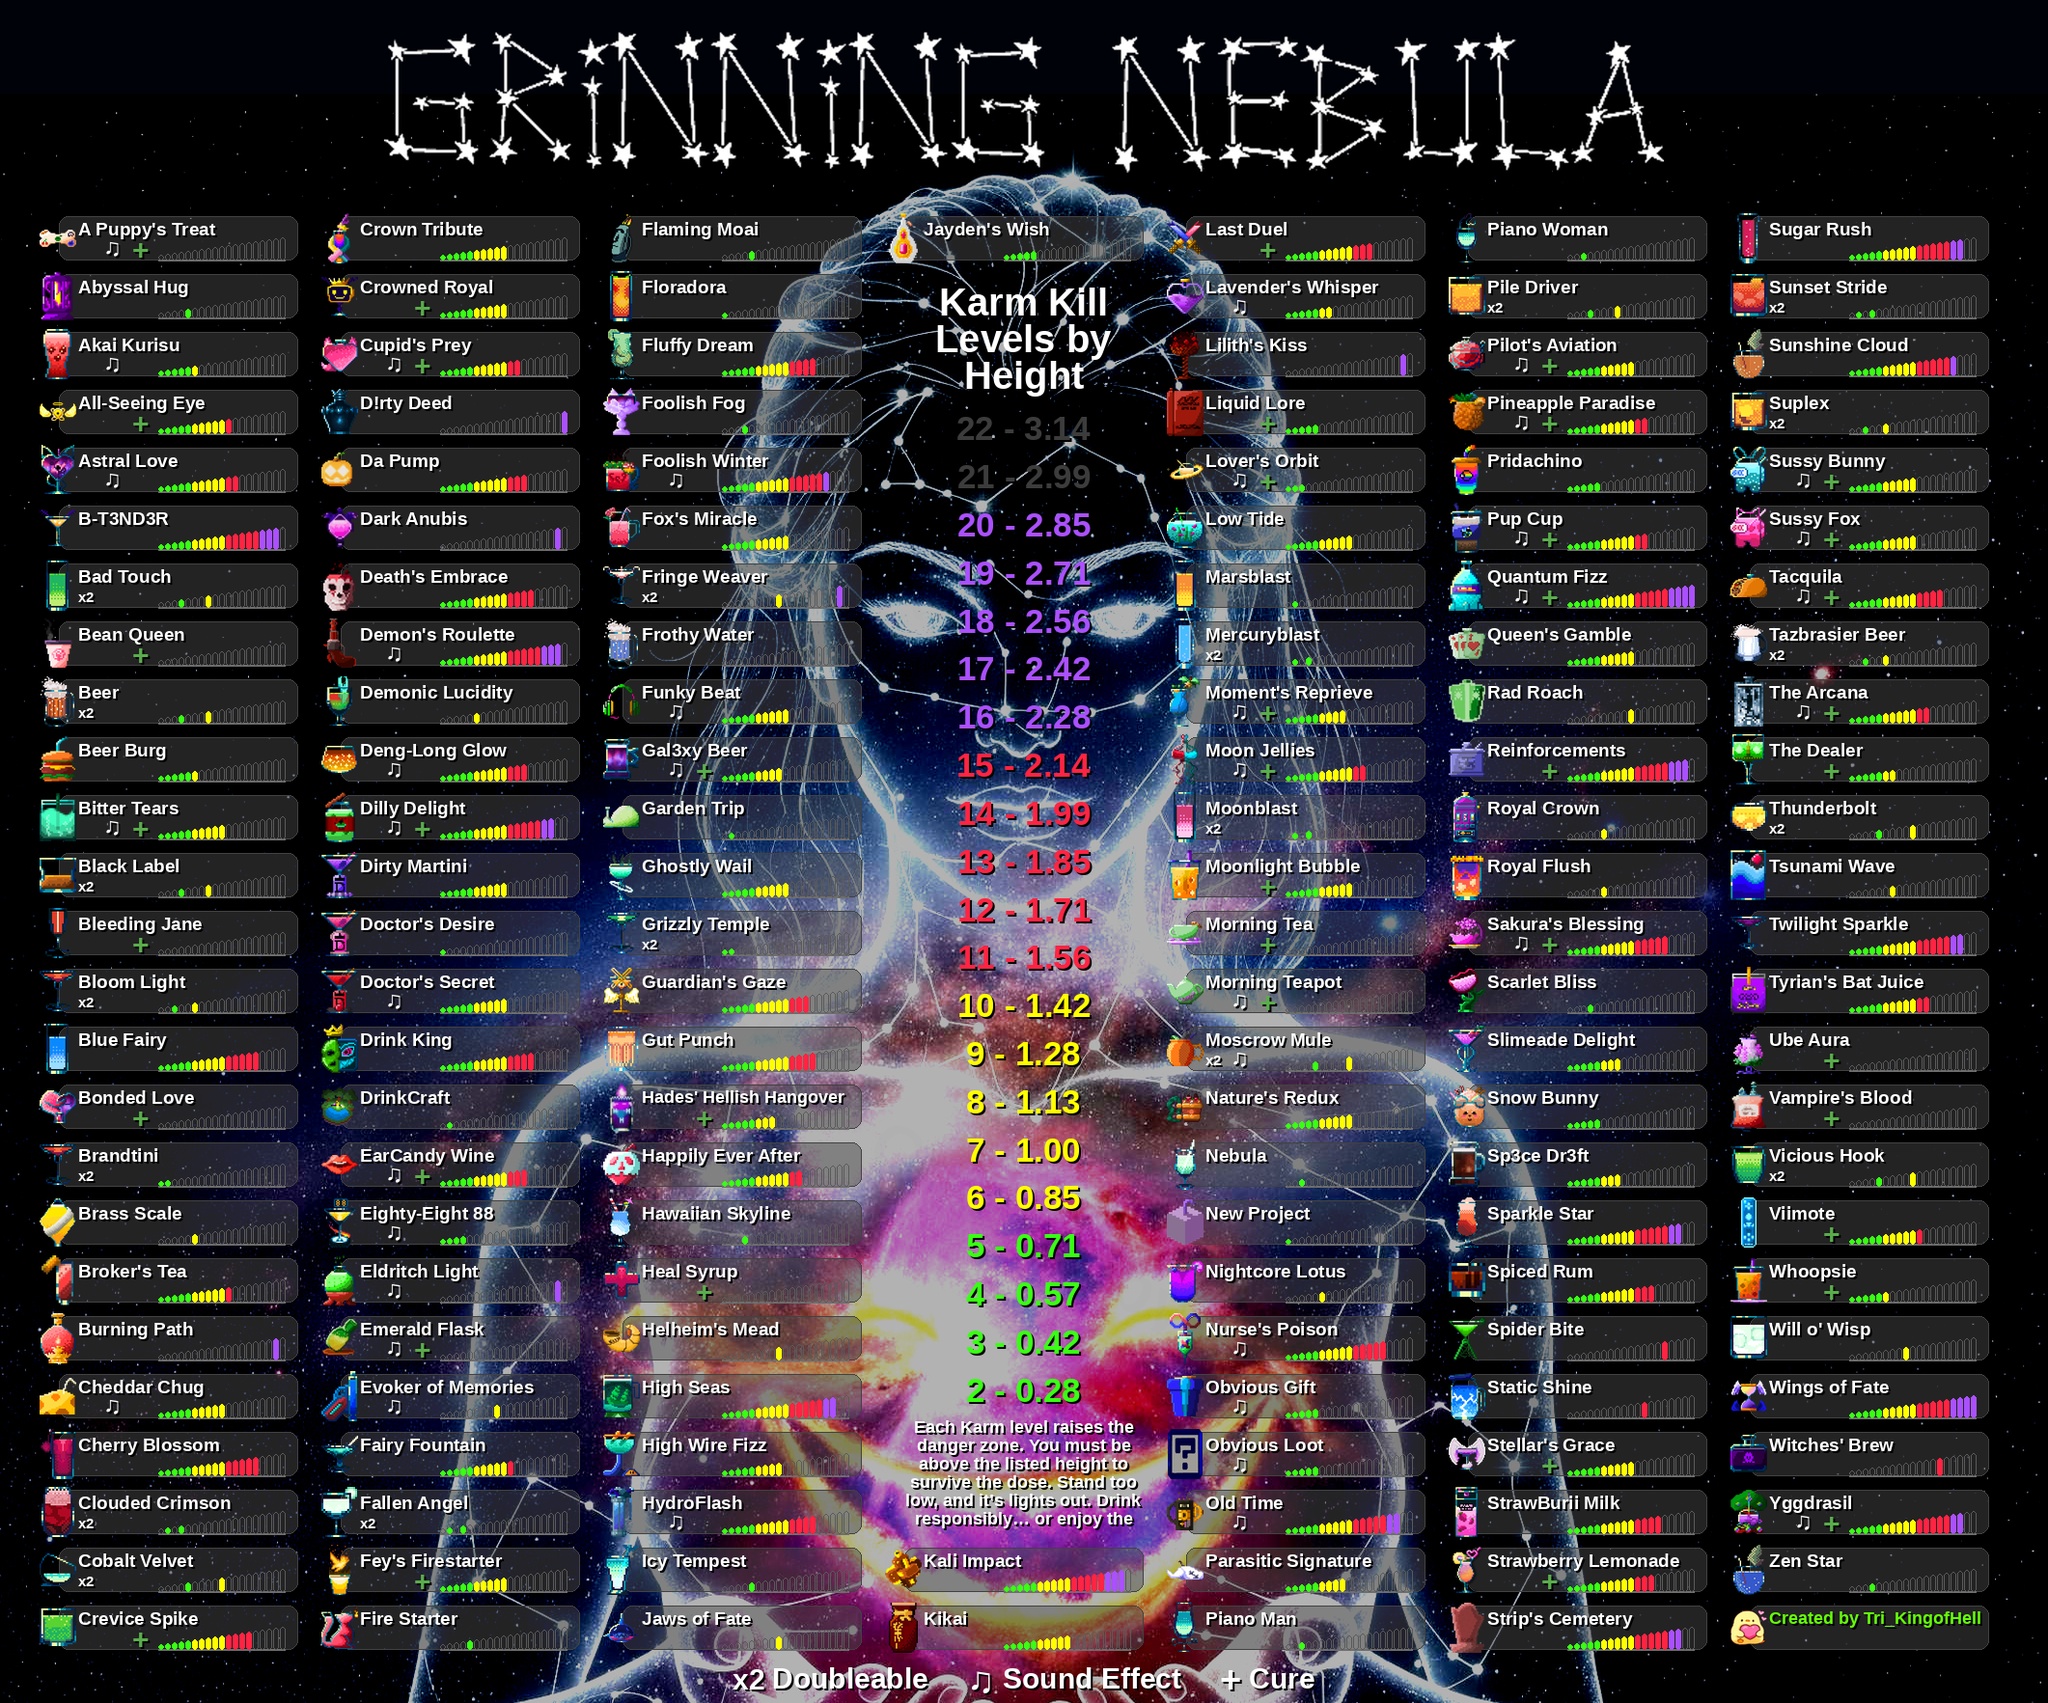 GRiNNiNG NEBULA
A Puppy's Treat
♫ +
Abyssal Hug
Akai Kurisu
♫
All-Seeing Eye
+
Astral Love
♫
B-T3ND3R
Bad Touch
x2
Bean Queen
+
Beer
x2
Beer Burg
Bitter Tears
♫ +
Black Label
x2
Bleeding Jane
+
Bloom Light
x2
Blue Fairy
Bonded Love
+
Brandtini
x2
Brass Scale
Broker's Tea
Burning Path
Cheddar Chug
♫
Cherry Blossom
Clouded Crimson
x2
Cobalt Velvet
x2
Crevice Spike
+
Crown Tribute
Crowned Royal
+
Cupid's Prey
♫ +
D!rty Deed
Da Pump
Dark Anubis
Death's Embrace
Demon's Roulette
♫
Demonic Lucidity
Deng-Long Glow
♫
Dilly Delight
♫ +
Dirty Martini
Doctor's Desire
Doctor's Secret
♫
Drink King
DrinkCraft
EarCandy Wine
♫ +
Eighty-Eight 88
♫
Eldritch Light
♫
Emerald Flask
♫ +
Evoker of Memories
♫
Fairy Fountain
Fallen Angel
x2
Fey's Firestarter
+
Fire Starter
Flaming Moai
Floradora
Fluffy Dream
Foolish Fog
Foolish Winter
♫
Fox's Miracle
Fringe Weaver
x2
Frothy Water
Funky Beat
♫
Gal3xy Beer
♫ +
Garden Trip
Ghostly Wail
Grizzly Temple
x2
Guardian's Gaze
Gut Punch
Hades' Hellish Hangover
+
Happily Ever After
Hawaiian Skyline
Heal Syrup
+
Helheim's Mead
High Seas
High Wire Fizz
HydroFlash
♫
Icy Tempest
Jaws of Fate
Jayden's Wish
Karm Kill
Levels by
Height
22 - 3.14
21 - 2.99
20 - 2.85
19 - 2.71
18 - 2.56
17 - 2.42
16 - 2.28
15 - 2.14
14 - 1.99
13 - 1.85
12 - 1.71
11 - 1.56
10 - 1.42
9 - 1.28
8 - 1.13
7 - 1.00
6 - 0.85
5 - 0.71
4 - 0.57
3 - 0.42
2 - 0.28
Each Karm level raises the
danger zone. You must be
above the listed height to
survive the dose. Stand too
low, and it's lights out. Drink
responsibly... or enjoy the
Kali Impact
Kikai
Last Duel
+
Lavender's Whisper
♫
Lilith's Kiss
Liquid Lore
+
Lover's Orbit
♫ +
Low Tide
Marsblast
Mercuryblast
x2
Moment's Reprieve
♫ +
Moon Jellies
♫ +
Moonblast
x2
Moonlight Bubble
+
Morning Tea
+
Morning Teapot
♫ +
Moscrow Mule
x2 ♫
Nature's Redux
Nebula
New Project
Nightcore Lotus
Nurse's Poison
♫
Obvious Gift
♫
Obvious Loot
♫
Old Time
♫
Parasitic Signature
Piano Man
Piano Woman
Pile Driver
x2
Pilot's Aviation
♫ +
Pineapple Paradise
♫ +
Pridachino
Pup Cup
♫ +
Quantum Fizz
♫ +
Queen's Gamble
Rad Roach
Reinforcements
+
Royal Crown
Royal Flush
Sakura's Blessing
♫ +
Scarlet Bliss
Slimeade Delight
Snow Bunny
Sp3ce Dr3ft
Sparkle Star
Spiced Rum
Spider Bite
Static Shine
Stellar's Grace
+
StrawBurii Milk
Strawberry Lemonade
+
Strip's Cemetery
Sugar Rush
Sunset Stride
x2
Sunshine Cloud
Suplex
x2
Sussy Bunny
♫ +
Sussy Fox
♫ +
Tacquila
♫ +
Tazbrasier Beer
x2
The Arcana
♫ +
The Dealer
+
Thunderbolt
x2
Tsunami Wave
Twilight Sparkle
Tyrian's Bat Juice
Ube Aura
+
Vampire's Blood
+
Vicious Hook
x2
Viimote
+
Whoopsie
+
Will o' Wisp
Wings of Fate
Witches' Brew
Yggdrasil
♫ +
Zen Star
Created by Tri_KingofHell
x2 Doubleable ♫ Sound Effect + Cure